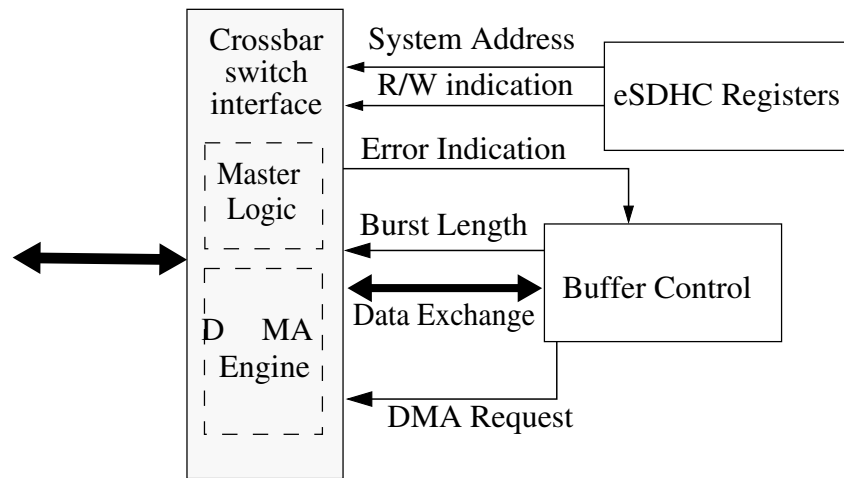 Crossbar
switch
interface
Master
Logic
D MA
Engine
System Address
R/W indication
eSDHC Registers
Error Indication
Burst Length
Data Exchange
Buffer Control
DMA Request